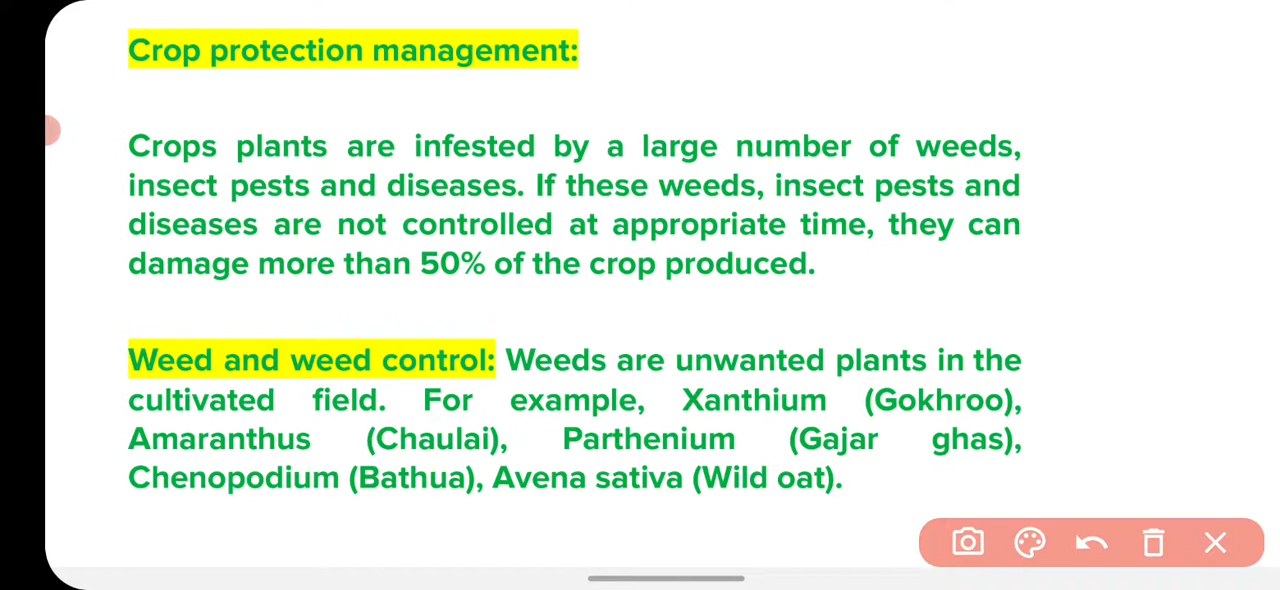 Crop protection management:
Crops plants are infested by a large number of weeds,
insect pests and diseases. If these weeds, insect pests and
diseases are not controlled at appropriate time, they can
damage more than 50% of the crop produced.
Weed and weed control: Weeds are unwanted plants in the
cultivated field. For example, Xanthium (Gokhroo),
Amaranthus (Chaulai), Parthenium (Gajar ghas),
Chenopodium (Bathua), Avena sativa (Wild oat).